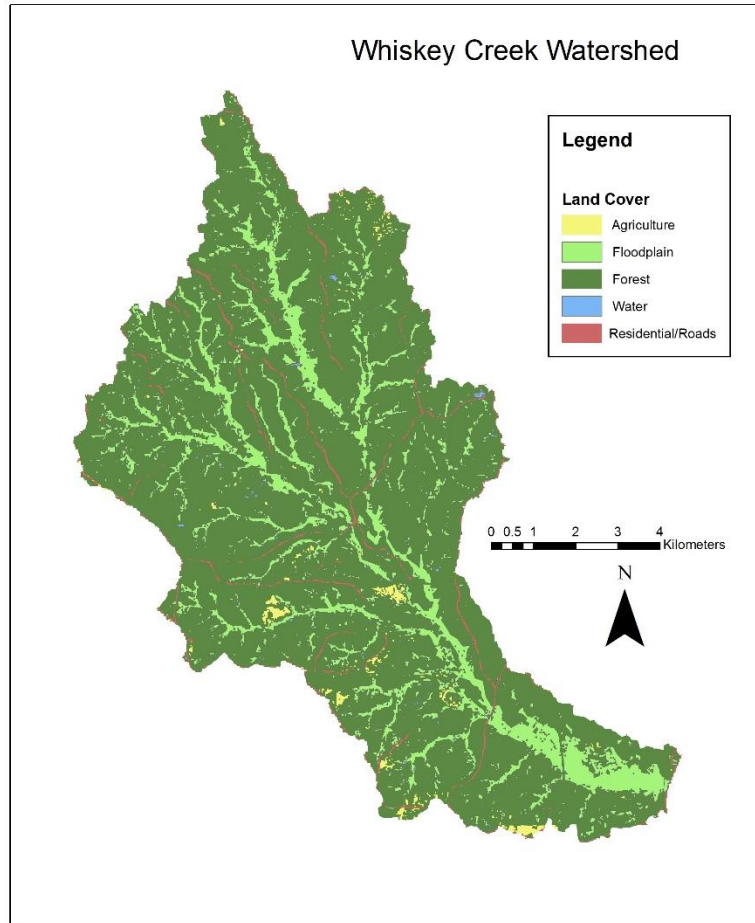 Whiskey Creek Watershed
Legend
Land Cover
Agriculture
Floodplain
Forest
Water
Residential/Roads
0 0.5 1 2 3 4
Kilometers
N